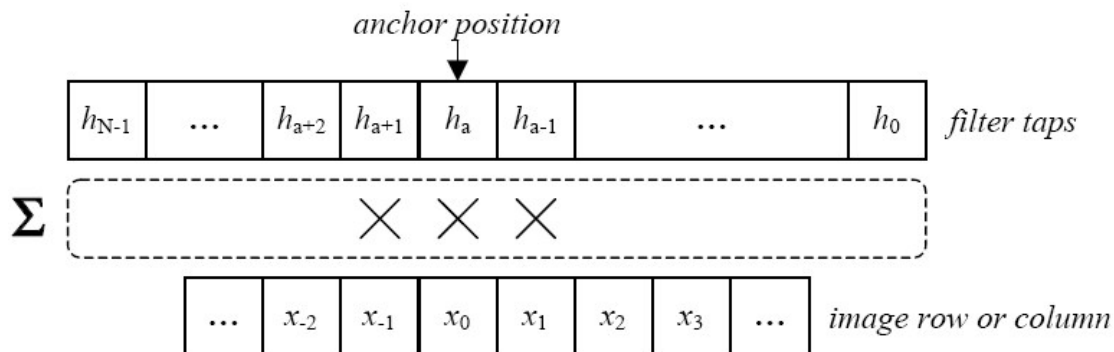 anchor position
h_{N-1} ... h_{a+2} h_{a+1} h_a h_{a-1} ... h_0 filter taps
Σ × × ×
... x_{-2} x_{-1} x_0 x_1 x_2 x_3 ... image row or column